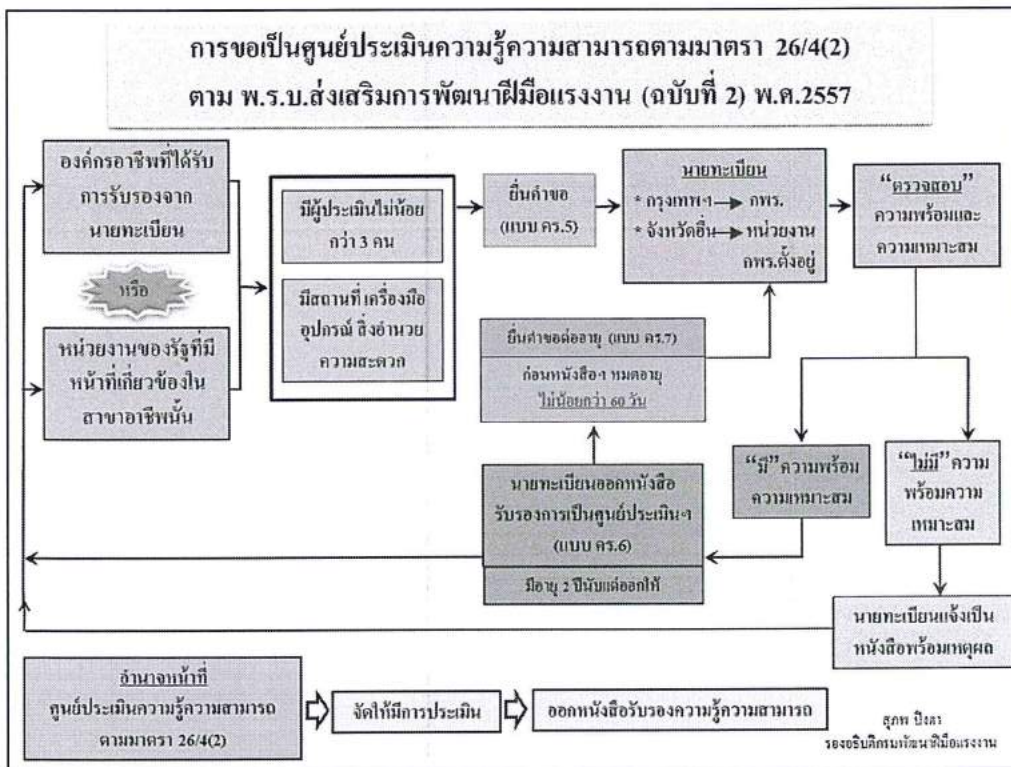 การขอเป็นศูนย์ประเมินความรู้ความสามารถตามมาตรา 26/4(2)
ตาม พ.ร.บ.ส่งเสริมการพัฒนาฝีมือแรงงาน (ฉบับที่ 2) พ.ศ.2557
องค์กรอาชีพที่ได้รับ
การรับรองจาก
นายทะเบียน
หรือ
หน่วยงานของรัฐที่มี
หน้าที่เกี่ยวข้องใน
สาขาอาชีพนั้น
มีผู้ประเมินไม่น้อย
กว่า 3 คน
มีสถานที่ เครื่องมือ
อุปกรณ์ สิ่งอำนวย
ความสะดวก
ยื่นคำขอ
(แบบ คร.5)
นายทะเบียน
* กรุงเทพฯ → กพร.
* จังหวัดอื่น → หน่วยงาน
กพร.ตั้งอยู่
“ตรวจสอบ”
ความพร้อมและ
ความเหมาะสม
ยื่นคำขอต่ออายุ (แบบ คร.7)
ก่อนหนังสือฯ หมดอายุ
ไม่น้อยกว่า 60 วัน
นายทะเบียนออกหนังสือ
รับรองการเป็นศูนย์ประเมินฯ
(แบบ คร.6)
มีอายุ 2 ปีนับแต่ออกให้
“มี” ความพร้อม
ความเหมาะสม
“ไม่มี” ความ
พร้อมความ
เหมาะสม
นายทะเบียนแจ้งเป็น
หนังสือพร้อมเหตุผล
อำนาจหน้าที่
ศูนย์ประเมินความรู้ความสามารถ
ตามมาตรา 26/4(2)
จัดให้มีการประเมิน
ออกหนังสือรับรองความรู้ความสามารถ
สุภพ
รองอธิบดีกรมพัฒนาฝีมือแรงงาน